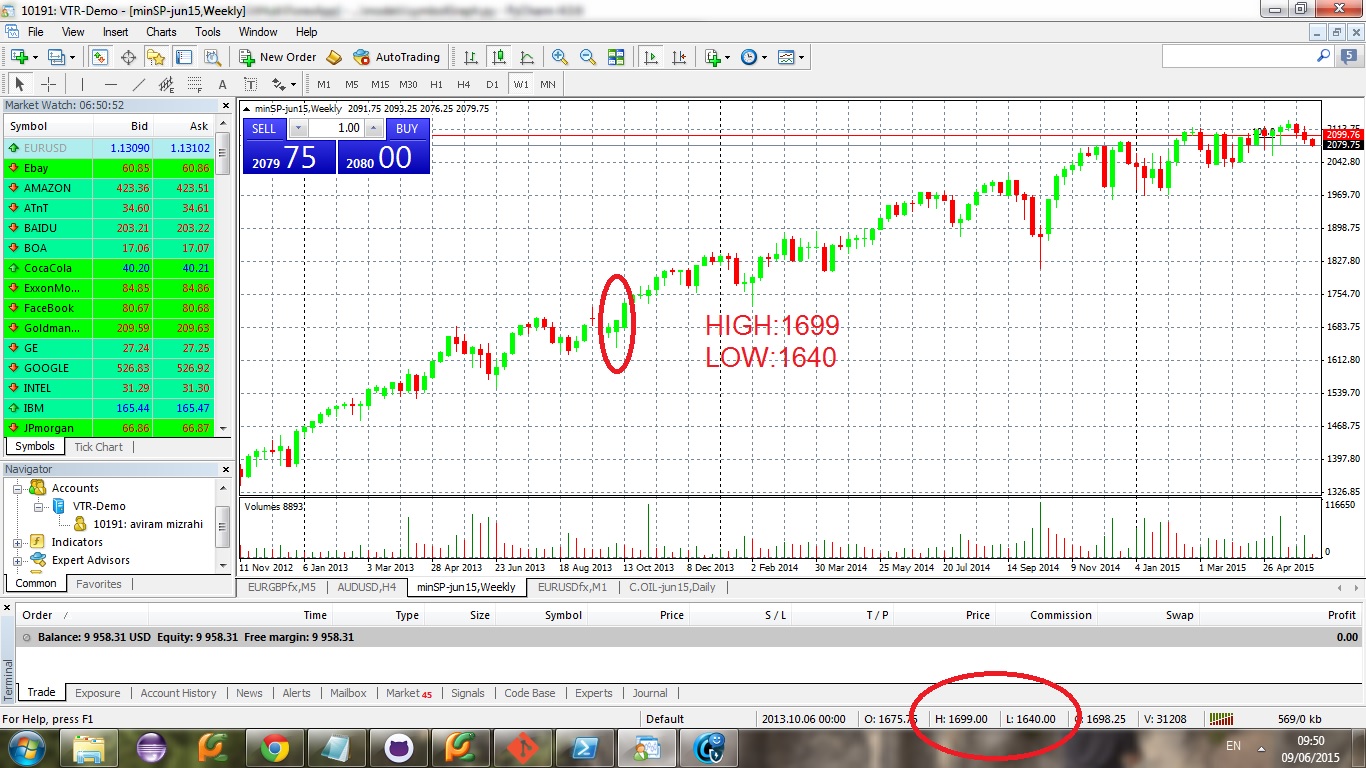 10191: VTR-Demo - [minSP-jun15,Weekly]
File View Insert Charts Tools Window Help
New Order AutoTrading
5
A T
M1 M5 M15 M30 H1 H4 D1 W1 MN
Market Watch: 06:50:52
Symbol Bid Ask
EURUSD 1.13090 1.13102
Ebay 60.85 60.86
AMAZON 423.36 423.51
ATnT 34.60 34.61
BAIDU 203.21 203.22
BOA 17.06 17.07
CocaCola 40.20 40.21
ExxonMo... 84.85 84.86
FaceBook 80.67 80.68
Goldman... 209.59 209.63
GE 27.24 27.25
GOOGLE 526.83 526.92
INTEL 31.29 31.30
IBM 165.44 165.47
JPmorgan 66.86 66.87
Symbols Tick Chart
Navigator
Accounts
VTR-Demo
10191: aviram mizrahi
Indicators
Expert Advisors
Common Favorites
minSP-jun15,Weekly 2091.75 2093.25 2076.25 2079.75
SELL 1.00 BUY
2079 75 2080 00
HIGH:1699
LOW:1640
2099.76
2079.75
2042.80
1969.70
1898.75
1827.80
1754.70
1683.75
1612.80
1539.70
1468.75
1397.80
1326.85
Volumes 8893
116650
0
11 Nov 2012 6 Jan 2013 3 Mar 2013 28 Apr 2013 23 Jun 2013 18 Aug 2013 13 Oct 2013 8 Dec 2013 2 Feb 2014 30 Mar 2014 25 May 2014 20 Jul 2014 14 Sep 2014 9 Nov 2014 4 Jan 2015 1 Mar 2015 26 Apr 2015
EURGBPfx,M5 AUDUSD,H4 minSP-jun15,Weekly EURUSDfx,M1 C.OIL-jun15,Daily
Terminal
Order / Time Type Size Symbol Price S / L T / P Price Commission Swap Profit
Balance: 9 958.31 USD Equity: 9 958.31 Free margin: 9 958.31 0.00
Trade Exposure Account History News Alerts Mailbox Market 45 Signals Code Base Experts Journal
For Help, press F1 Default 2013.10.06 00:00 O: 1675.75 H: 1699.00 L: 1640.00 C: 1698.25 V: 31208 569/0 kb
EN 09:50
09/06/2015